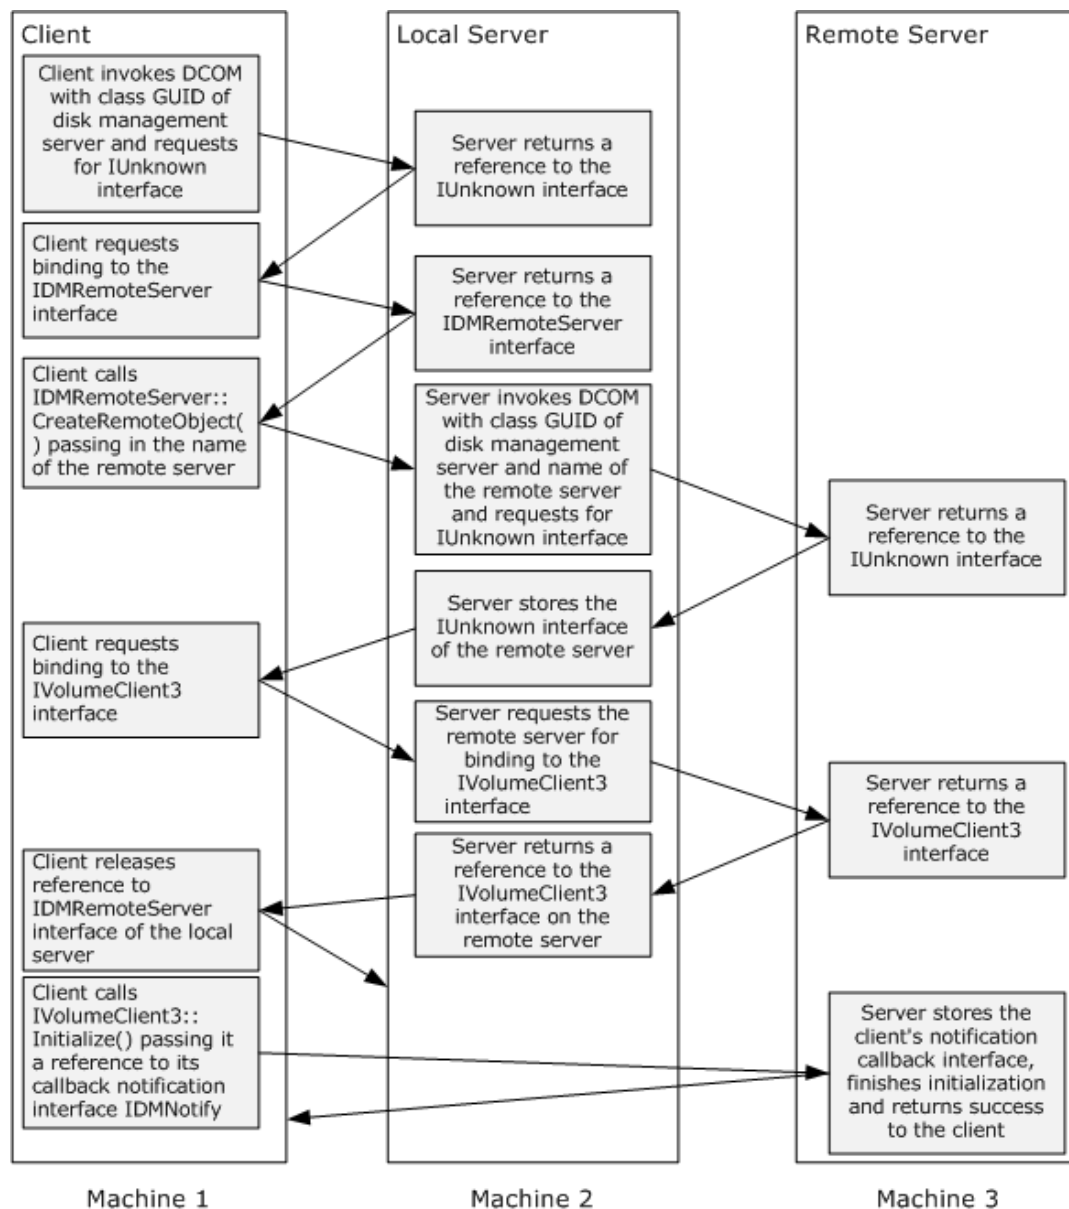 Client
Client invokes DCOM
with class GUID of
disk management
server and requests
for IUnknown
interface
Client requests
binding to the
IDMRemoteServer
interface
Client calls
IDMRemoteServer::
CreateRemoteObject(
) passing in the name
of the remote server
Client requests
binding to the
IVolumeClient3
interface
Client releases
reference to
IDMRemoteServer
interface of the local
server
Client calls
IVolumeClient3::
Initialize() passing it
a reference to its
callback notification
interface IDMNotify
Machine 1
Local Server
Server returns a
reference to the
IUnknown interface
Server returns a
reference to the
IDMRemoteServer
interface
Server invokes DCOM
with class GUID of
disk management
server and name of
the remote server
and requests for
IUnknown interface
Server stores the
IUnknown interface
of the remote server
Server requests the
remote server for
binding to the
IVolumeClient3
interface
Server returns a
reference to the
IVolumeClient3
interface on the
remote server
Machine 2
Remote Server
Server returns a
reference to the
IUnknown interface
Server returns a
reference to the
IVolumeClient3
interface
Server stores the
client's notification
callback interface,
finishes initialization
and returns success
to the client
Machine 3